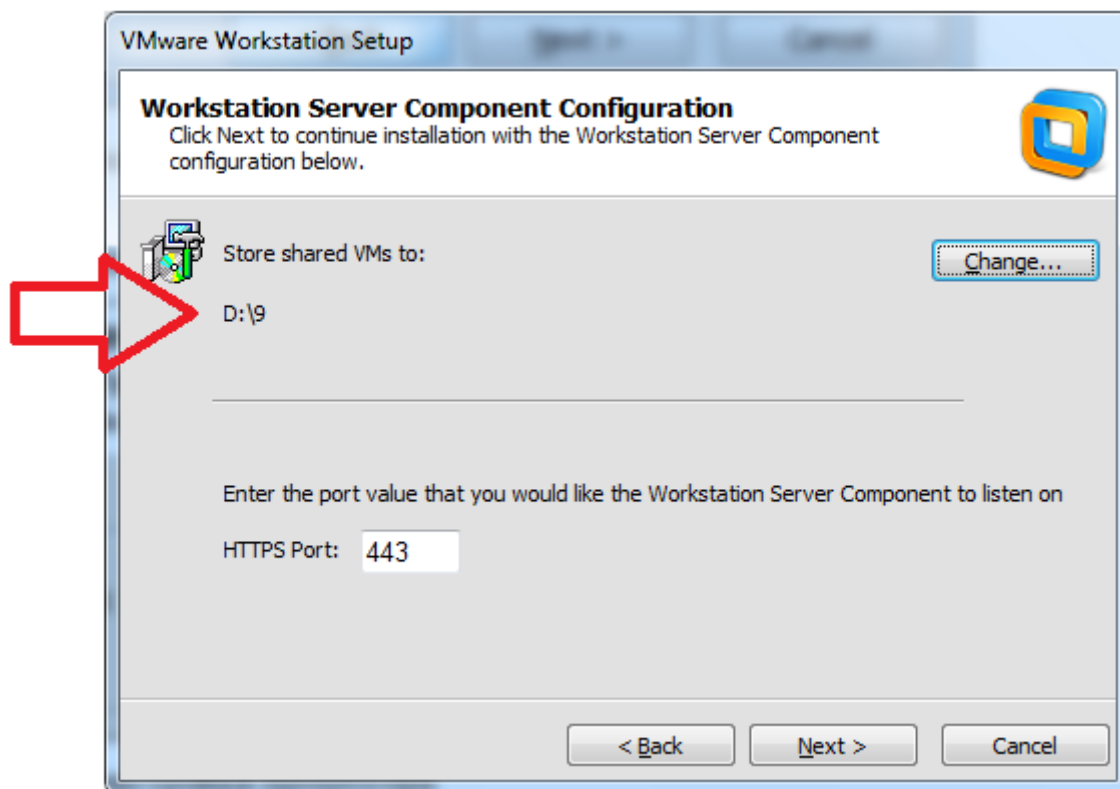 VMware Workstation Setup
Workstation Server Component Configuration
Click Next to continue installation with the Workstation Server Component
configuration below.
Store shared VMs to:
Change...
D:\9
Enter the port value that you would like the Workstation Server Component to listen on
HTTPS Port: 443
< Back Next > Cancel